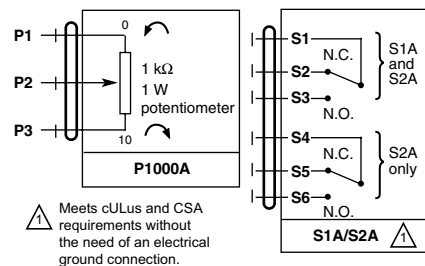 P1
P2
P3
0
1 kΩ
1 W
potentiometer
10
P1000A
1 Meets cULus and CSA
requirements without
the need of an electrical
ground connection.
S1
N.C.
S2
S3
N.O.
S1A
and
S2A
S4
N.C.
S5
S6
N.O.
S2A
only
S1A/S2A 1